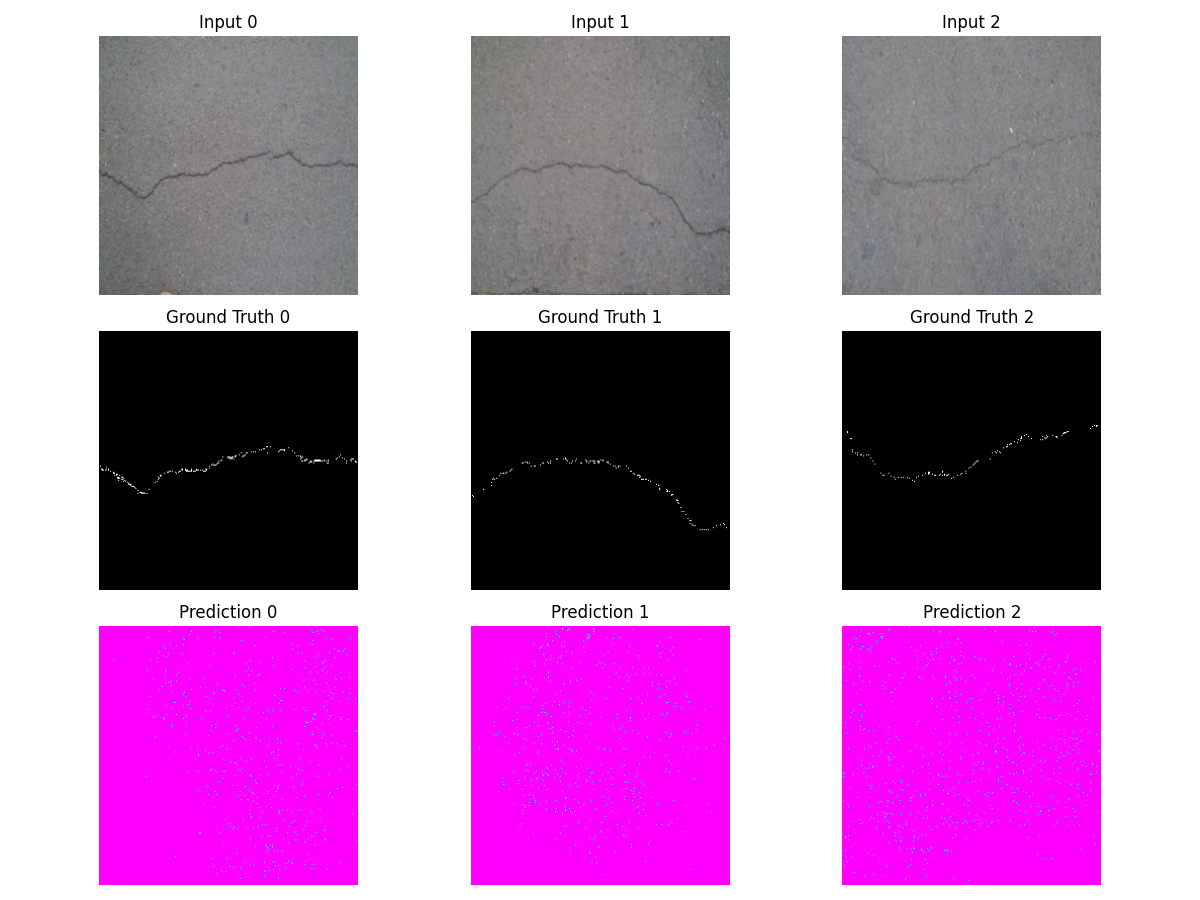 Input 0
Input 1
Input 2
Ground Truth 0
Ground Truth 1
Ground Truth 2
Prediction 0
Prediction 1
Prediction 2